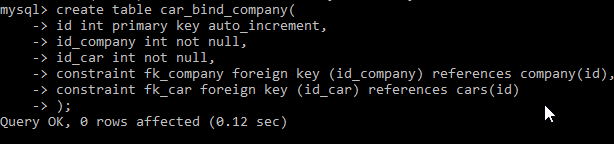 mysql> create table car_bind_company(
    -> id int primary key auto_increment,
    -> id_company int not null,
    -> id_car int not null,
    -> constraint fk_company foreign key (id_company) references company(id),
    -> constraint fk_car foreign key (id_car) references cars(id)
    -> );
Query OK, 0 rows affected (0.12 sec)